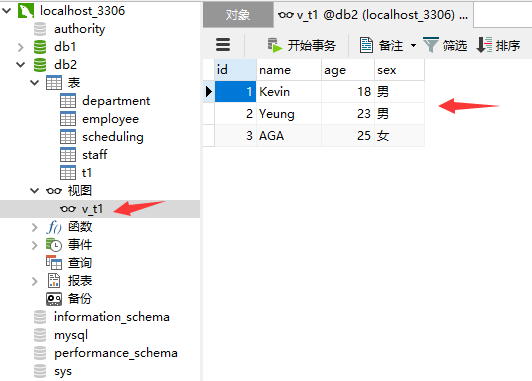 localhost_3306
authority
db1
db2
表
department
employee
scheduling
staff
t1
视图
v_t1
函数
事件
查询
报表
备份
information_schema
mysql
performance_schema
sys
对象 v_t1 @db2 (localhost_3306) ...
开始事务 备注 筛选 排序
id name age sex
1 Kevin 18 男
2 Yeung 23 男
3 AGA 25 女